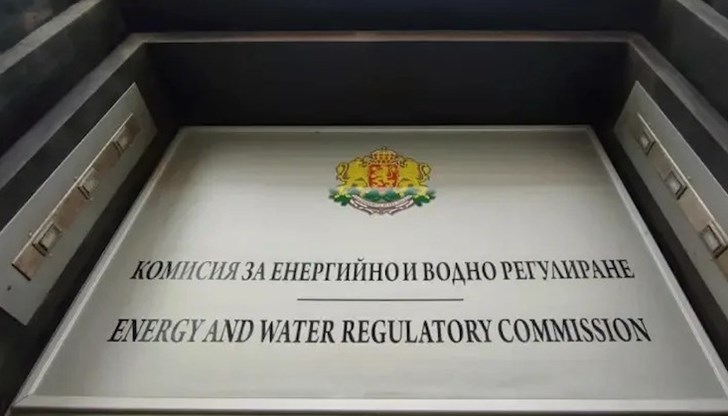 КОМИСИЯ ЗА ЕНЕРГИЙНО И ВОДНО РЕГУЛИРАНЕ
ENERGY AND WATER REGULATORY COMMISSION